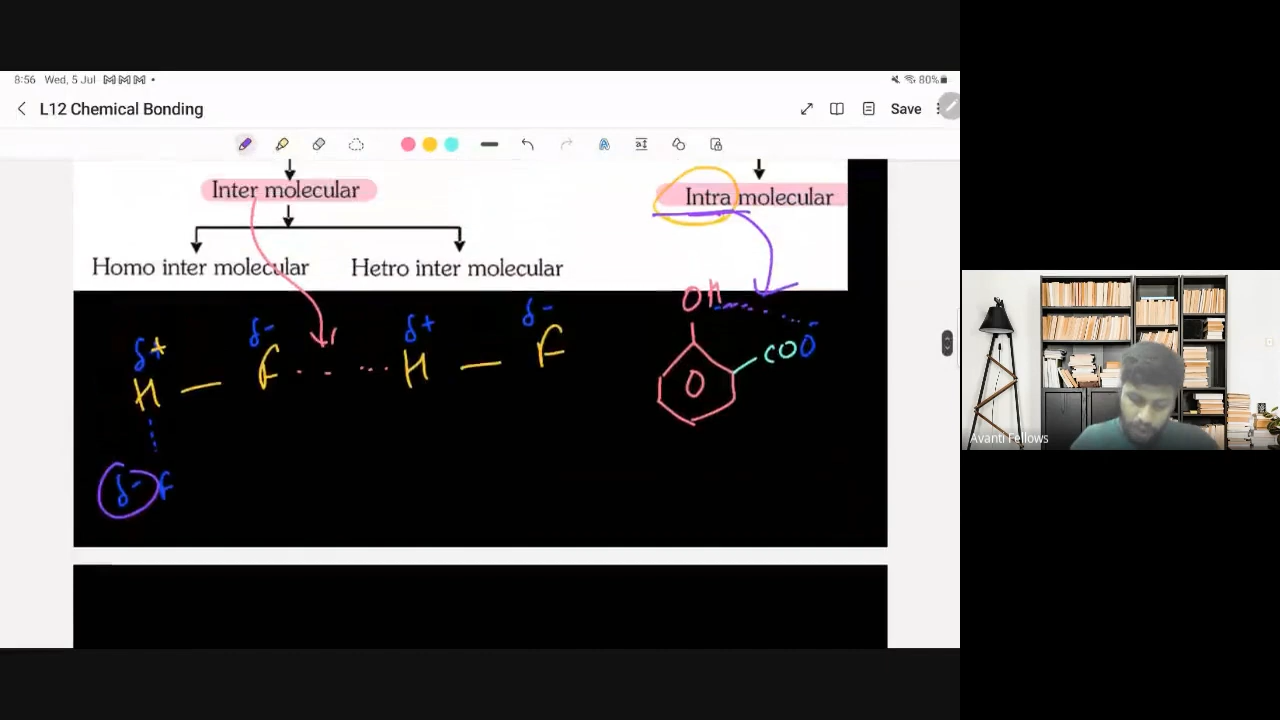 8:56 Wed, 5 Jul
80%
L12 Chemical Bonding
Save
Inter molecular
Intra molecular
Homo inter molecular
Hetro inter molecular
δ+ δ- δ+ δ-
H — F ..... H — F
δ- F
OH
COO
Avanti Fellows